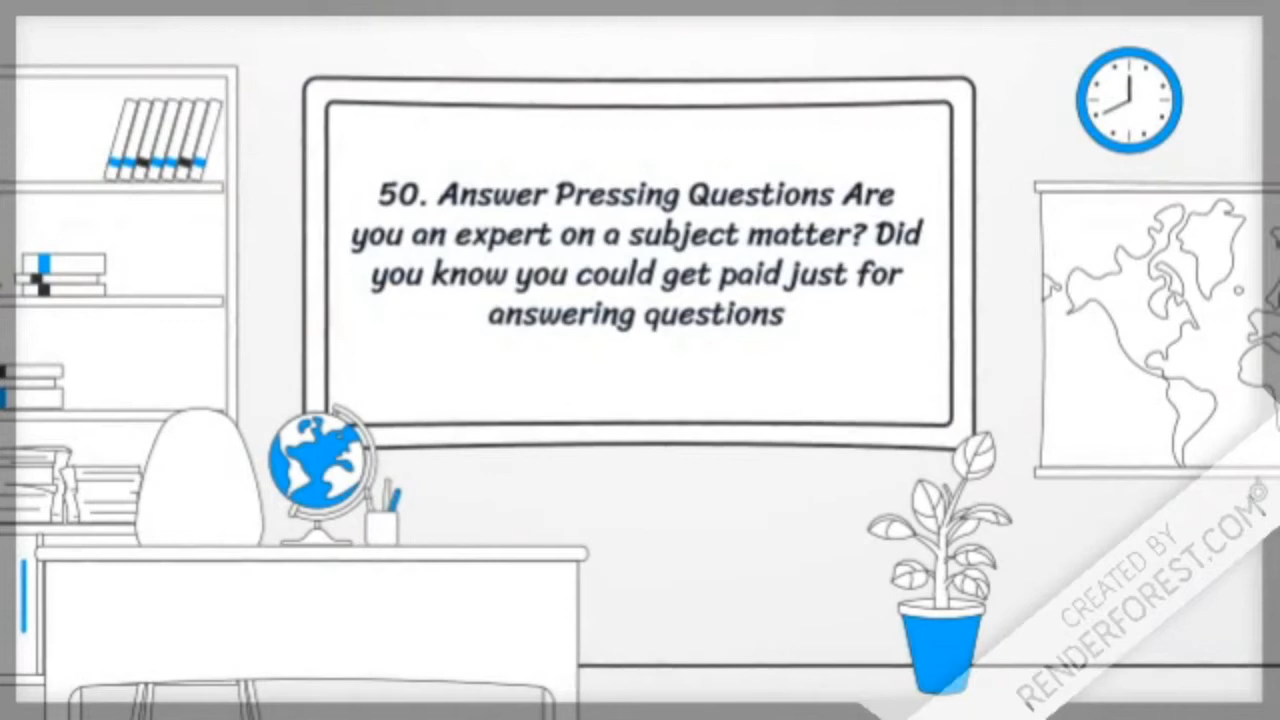 50. Answer Pressing Questions Are
you an expert on a subject matter? Did
you know you could get paid just for
answering questions
CREATED BY
RENDERFOREST.COM